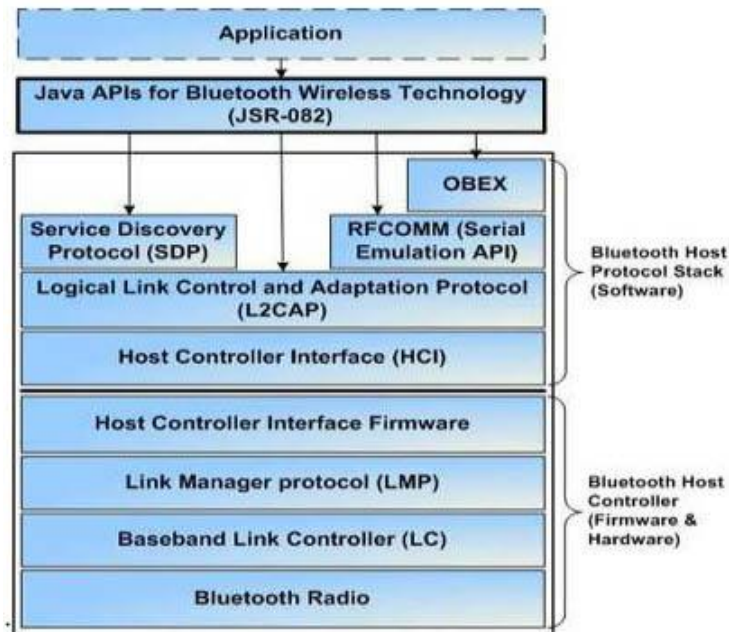 Application
Java APIs for Bluetooth Wireless Technology
(JSR-082)
OBEX
Service Discovery
Protocol (SDP)
RFCOMM (Serial
Emulation API)
Logical Link Control and Adaptation Protocol
(L2CAP)
Host Controller Interface (HCI)
Bluetooth Host
Protocol Stack
(Software)
Host Controller Interface Firmware
Link Manager protocol (LMP)
Baseband Link Controller (LC)
Bluetooth Radio
Bluetooth Host
Controller
(Firmware &
Hardware)